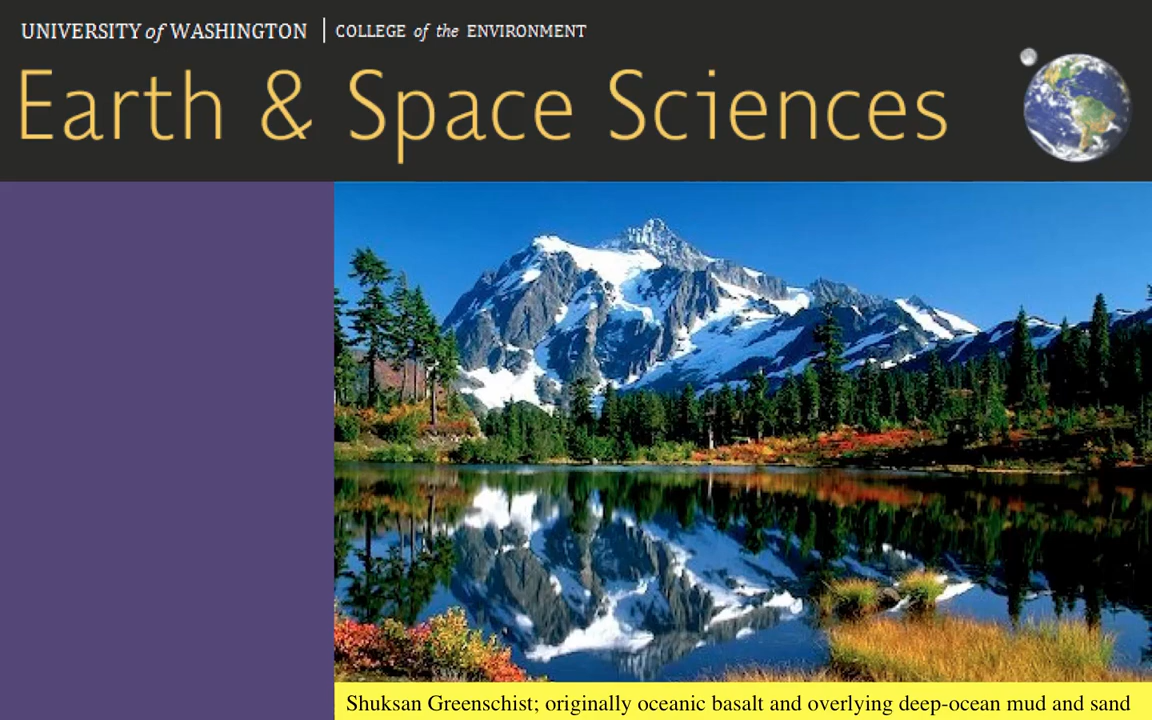 UNIVERSITY of WASHINGTON | COLLEGE of the ENVIRONMENT
Earth & Space Sciences
Shuksan Greenschist; originally oceanic basalt and overlying deep-ocean mud and sand